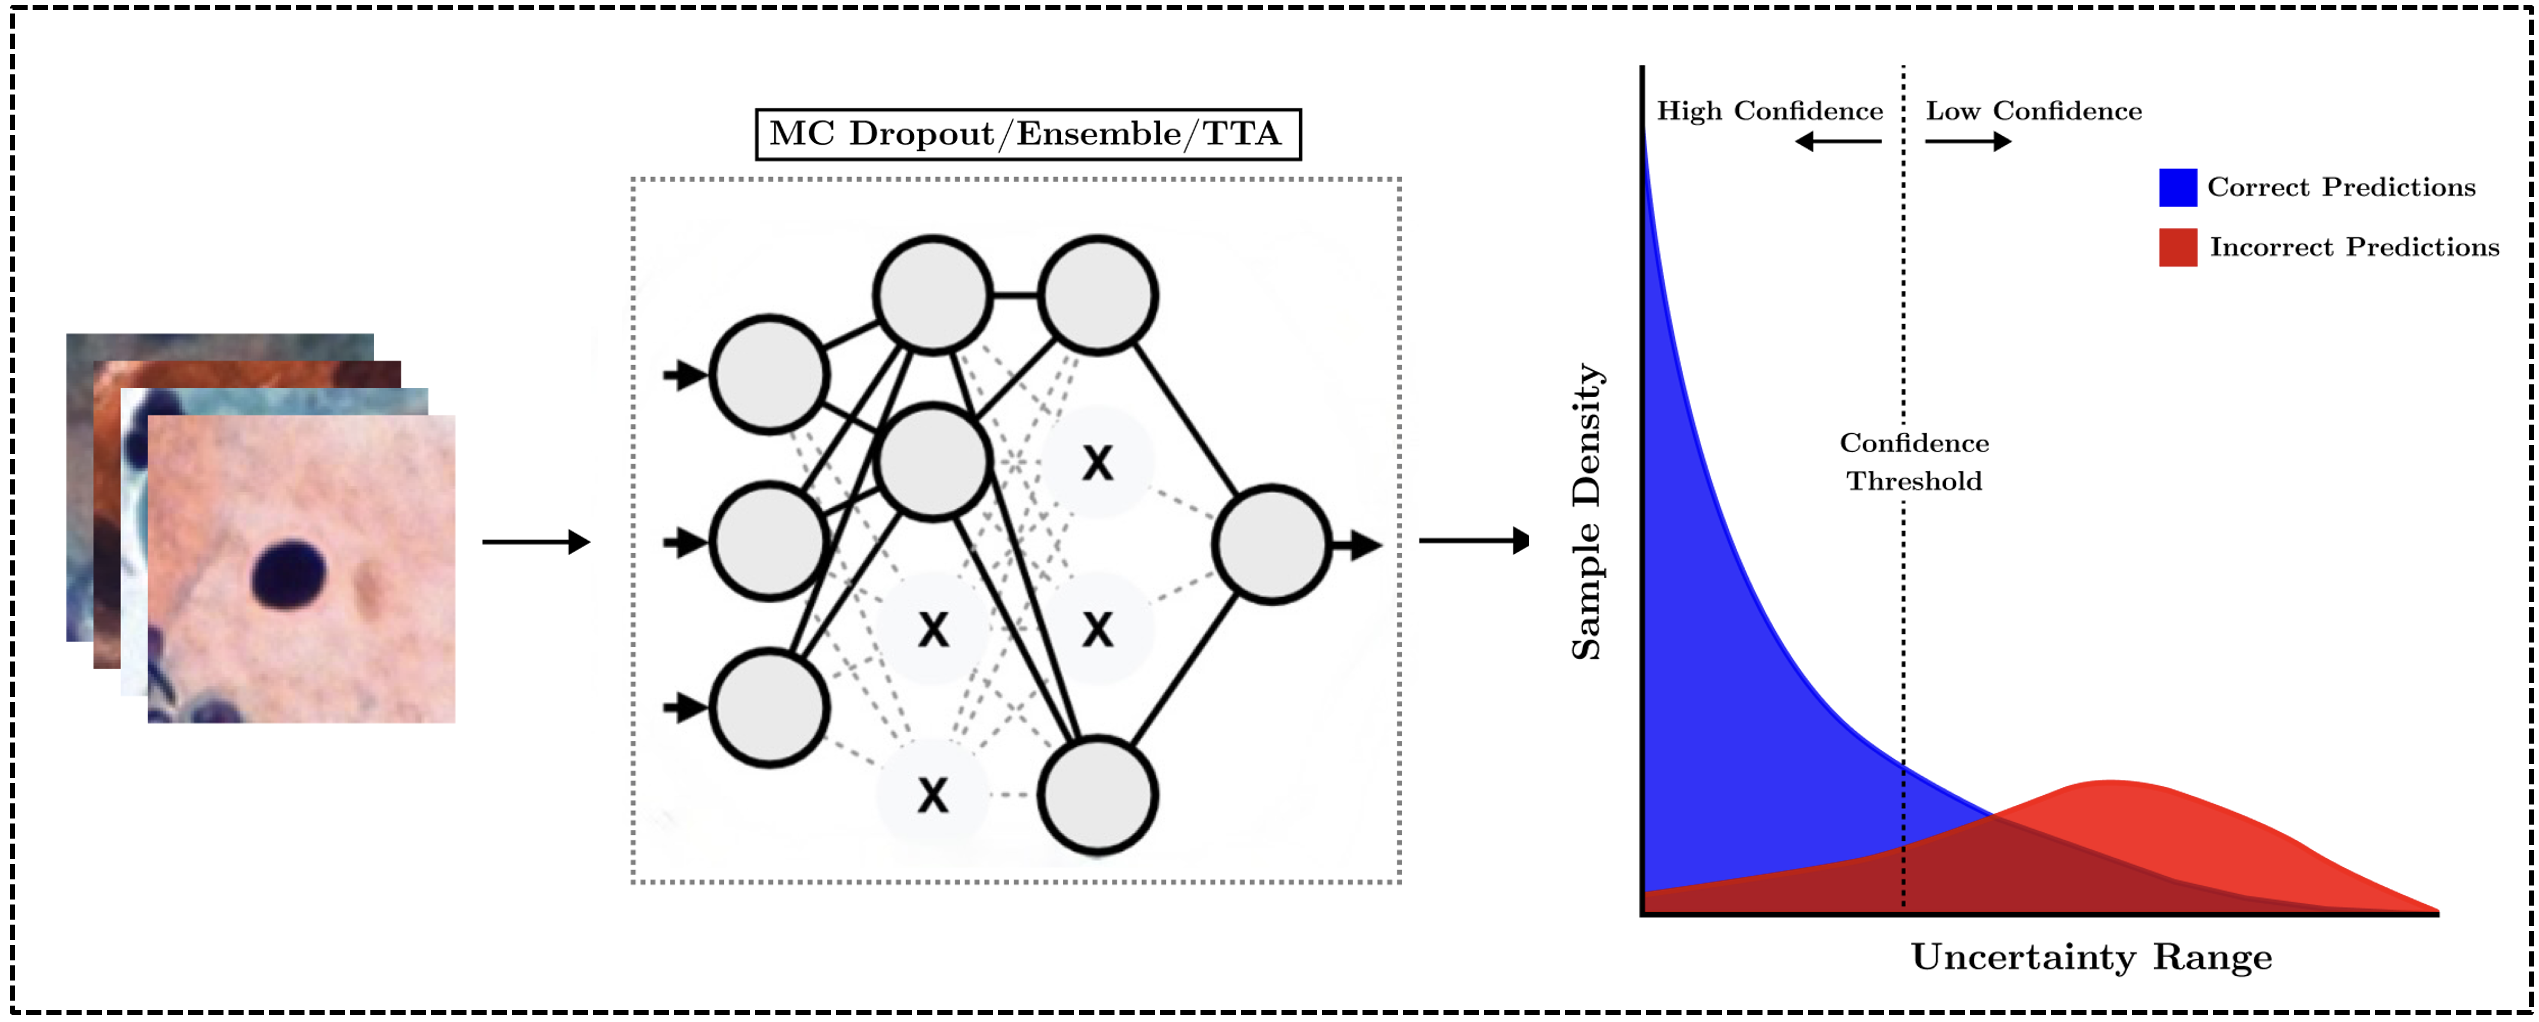 MC Dropout/Ensemble/TTA
X
X
X
X
High Confidence
Low Confidence
Correct Predictions
Incorrect Predictions
Confidence
Threshold
Sample Density
Uncertainty Range